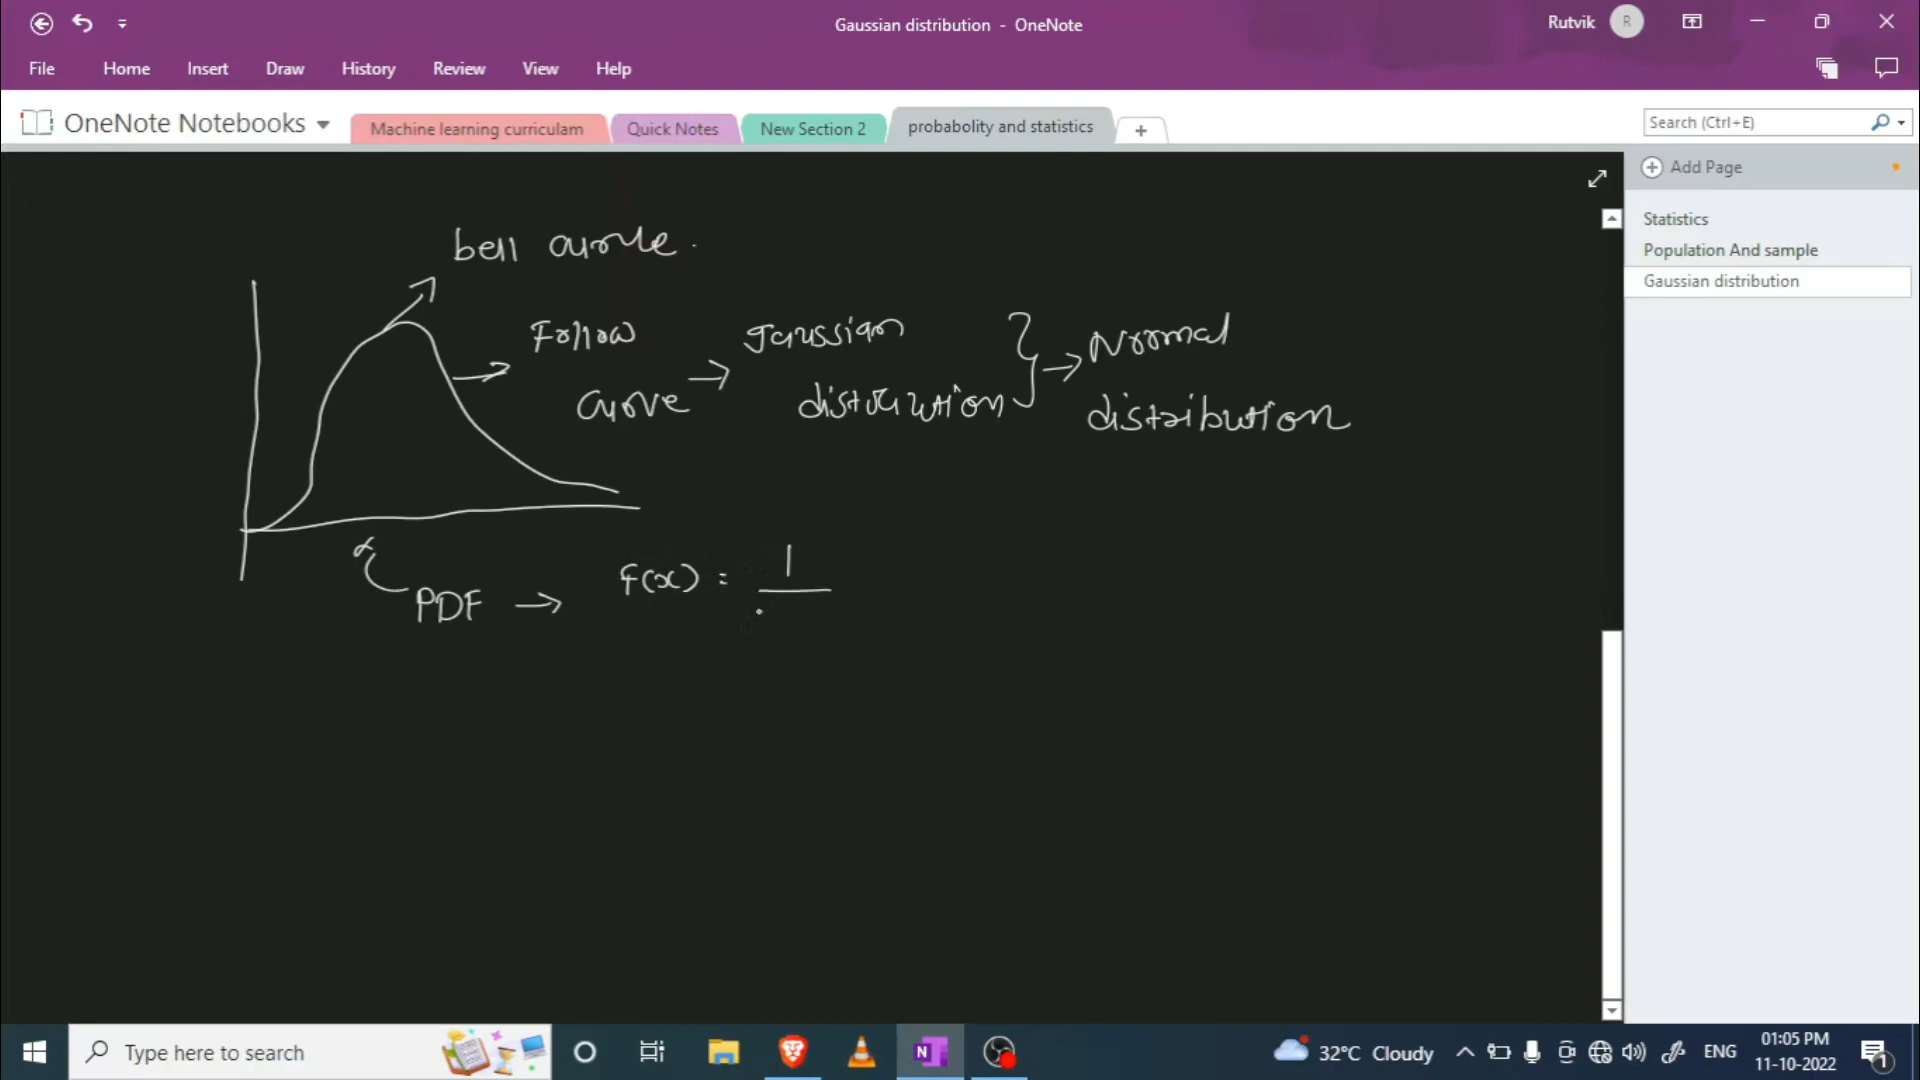 Gaussian distribution - OneNote
Rutvik R
File Home Insert Draw History Review View Help
OneNote Notebooks Machine learning curriculam Quick Notes New Section 2 probabolity and statistics + Search (Ctrl+E)
Add Page
Statistics
Population And sample
Gaussian distribution
bell curve.
Follow
curve
Gaussian
distribution
Normal
distribution
PDF → F(x) = 1
Type here to search
N
32°C Cloudy
ENG
01:05 PM
11-10-2022
1